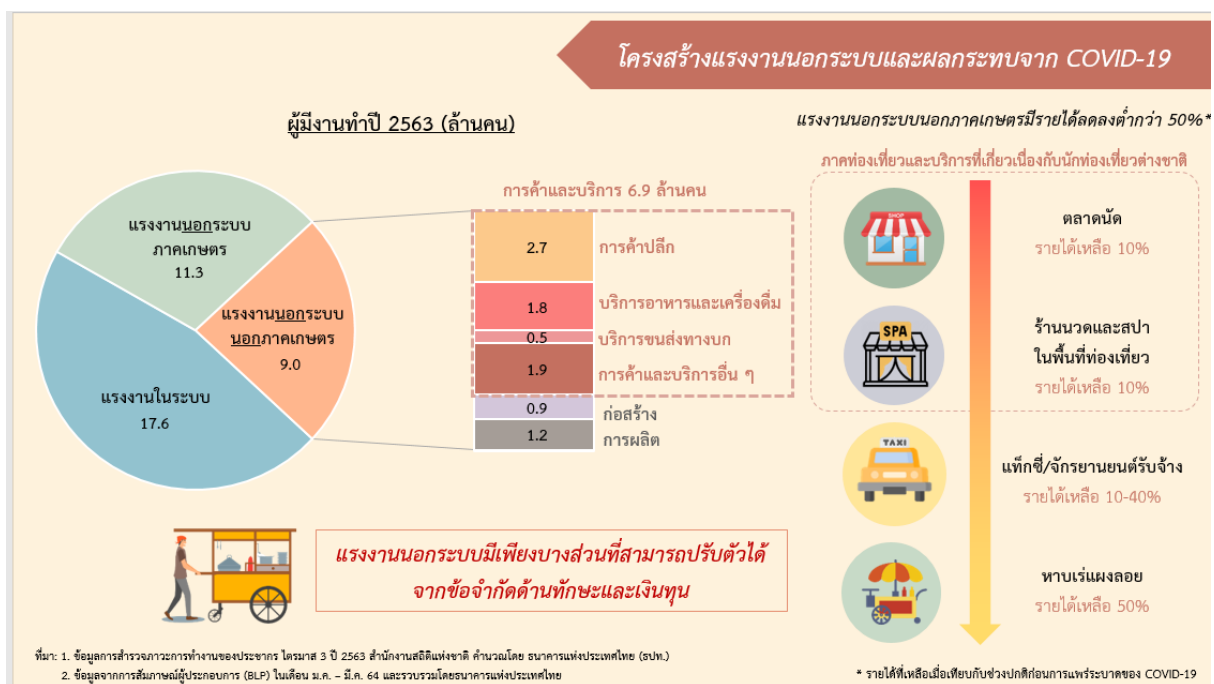 โครงสร้างแรงงานนอกระบบและผลกระทบจาก COVID-19
ผู้มีงานทำปี 2563 (ล้านคน)
แรงงานนอกระบบ
ภาคเกษตร
11.3
แรงงานนอกระบบ
นอกภาคเกษตร
9.0
แรงงานในระบบ
17.6
การค้าและบริการ 6.9 ล้านคน
2.7 การค้าปลีก
1.8 บริการอาหารและเครื่องดื่ม
0.5 บริการขนส่งทางบก
1.9 การค้าและบริการอื่น ๆ
0.9 ก่อสร้าง
1.2 การผลิต
แรงงานนอกระบบมีเพียงบางส่วนที่สามารถปรับตัวได้
จากข้อจำกัดด้านทักษะและเงินทุน
แรงงานนอกระบบนอกภาคเกษตรมีรายได้ลดลงต่ำกว่า 50%*
ภาคท่องเที่ยวและบริการที่เกี่ยวเนื่องกับนักท่องเที่ยวต่างชาติ
SHOP
ตลาดนัด
รายได้เหลือ 10%
SPA
ร้านนวดและสปา
ในพื้นที่ท่องเที่ยว
รายได้เหลือ 10%
TAXI
แท็กซี่/จักรยานยนต์รับจ้าง
รายได้เหลือ 10-40%
หาบเร่แผงลอย
รายได้เหลือ 50%
ที่มา: 1. ข้อมูลการสำรวจภาวะการทำงานของประชากร ไตรมาส 3 ปี 2563 สำนักงานสถิติแห่งชาติ คำนวณโดย ธนาคารแห่งประเทศไทย (ธปท.)
2. ข้อมูลจากการสัมภาษณ์ผู้ประกอบการ (BLP) ในเดือน ม.ค. – มี.ค. 64 และรวบรวมโดยธนาคารแห่งประเทศไทย
* รายได้ที่เหลือเมื่อเทียบกับช่วงปกติก่อนการแพร่ระบาดของ COVID-19